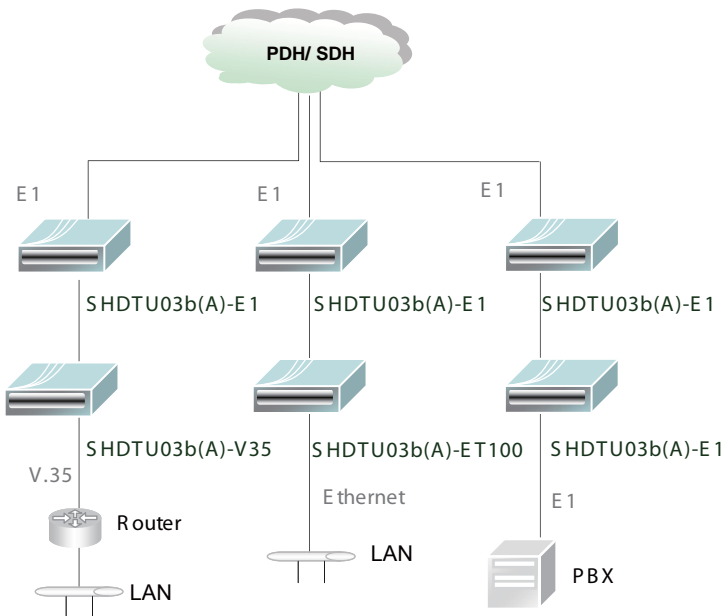 PDH/ SDH
E1
E1
E1
SHDTU03b(A)-E1
SHDTU03b(A)-E1
SHDTU03b(A)-E1
SHDTU03b(A)-V35
SHDTU03b(A)-ET100
SHDTU03b(A)-E1
V.35
Ethernet
E1
Router
LAN
PBX
LAN